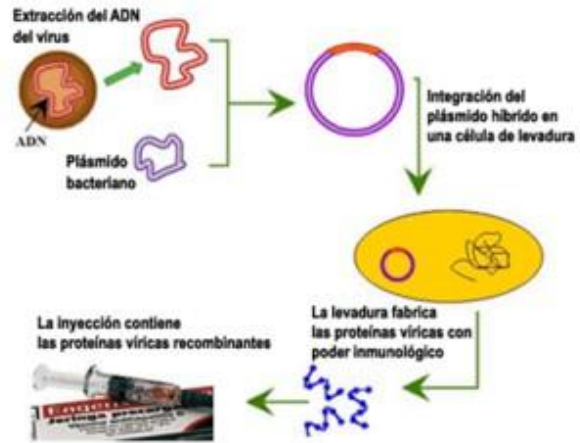 Extracción del ADN
del virus
ADN
Plásmido
bacteriano
Integración del
plásmido híbrido en
una célula de levadura
La levadura fabrica
las proteínas víricas con
poder inmunológico
La inyección contiene
las proteínas víricas recombinantes